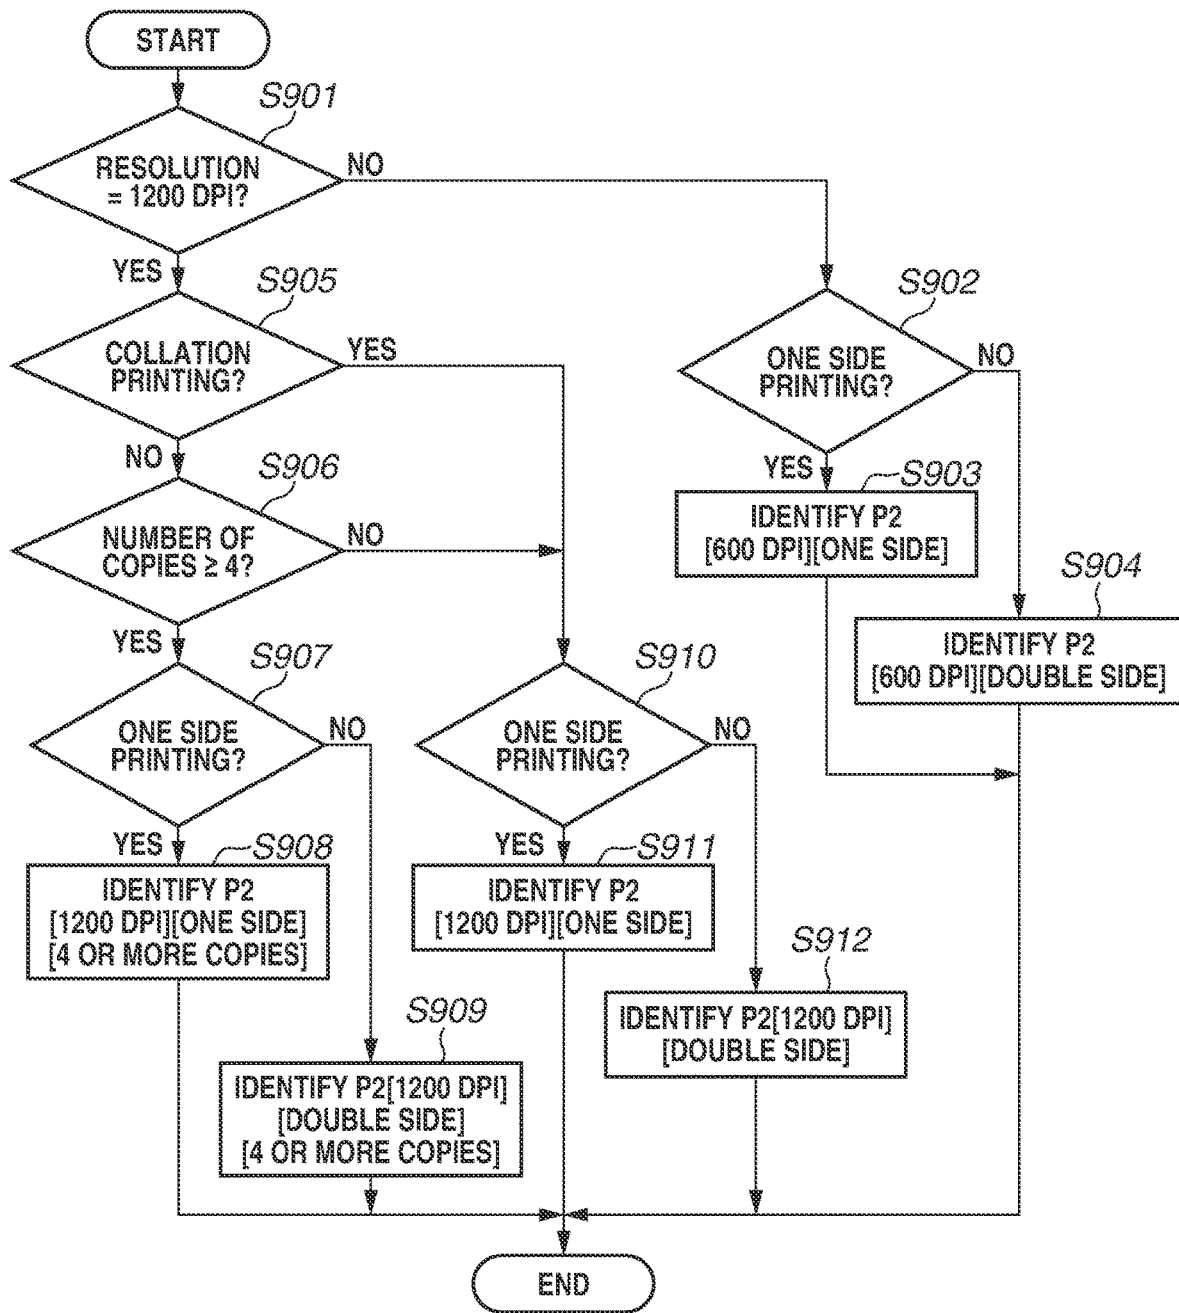 START
S901
RESOLUTION
= 1200 DPI?
NO
YES
S905
COLLATION
PRINTING?
YES
NO
S902
ONE SIDE
PRINTING?
NO
YES
S903
IDENTIFY P2
[600 DPI][ONE SIDE]
S904
IDENTIFY P2
[600 DPI][DOUBLE SIDE]
S906
NUMBER OF
COPIES ≥ 4?
NO
YES
S907
ONE SIDE
PRINTING?
NO
YES
S908
IDENTIFY P2
[1200 DPI][ONE SIDE]
[4 OR MORE COPIES]
S909
IDENTIFY P2[1200 DPI]
[DOUBLE SIDE]
[4 OR MORE COPIES]
S910
ONE SIDE
PRINTING?
NO
YES
S911
IDENTIFY P2
[1200 DPI][ONE SIDE]
S912
IDENTIFY P2[1200 DPI]
[DOUBLE SIDE]
END